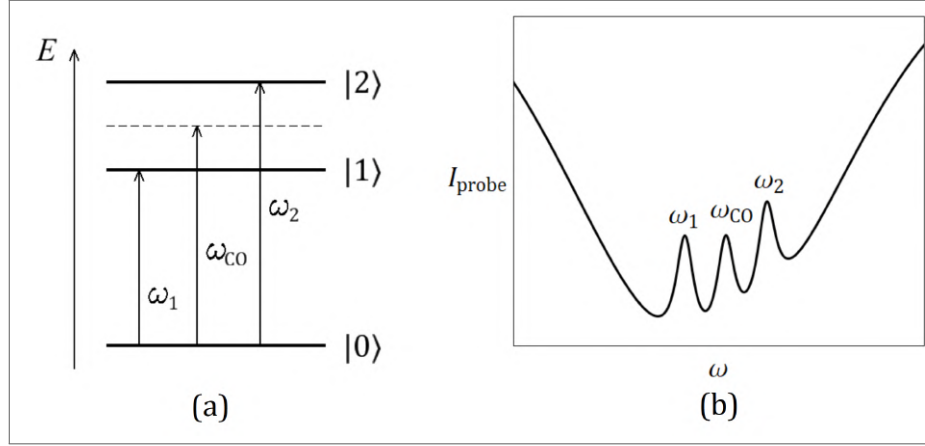 E
|2⟩
|1⟩
ω₂
ω_CO
ω₁
|0⟩
(a)
I_probe
ω₁
ω_CO
ω₂
ω
(b)